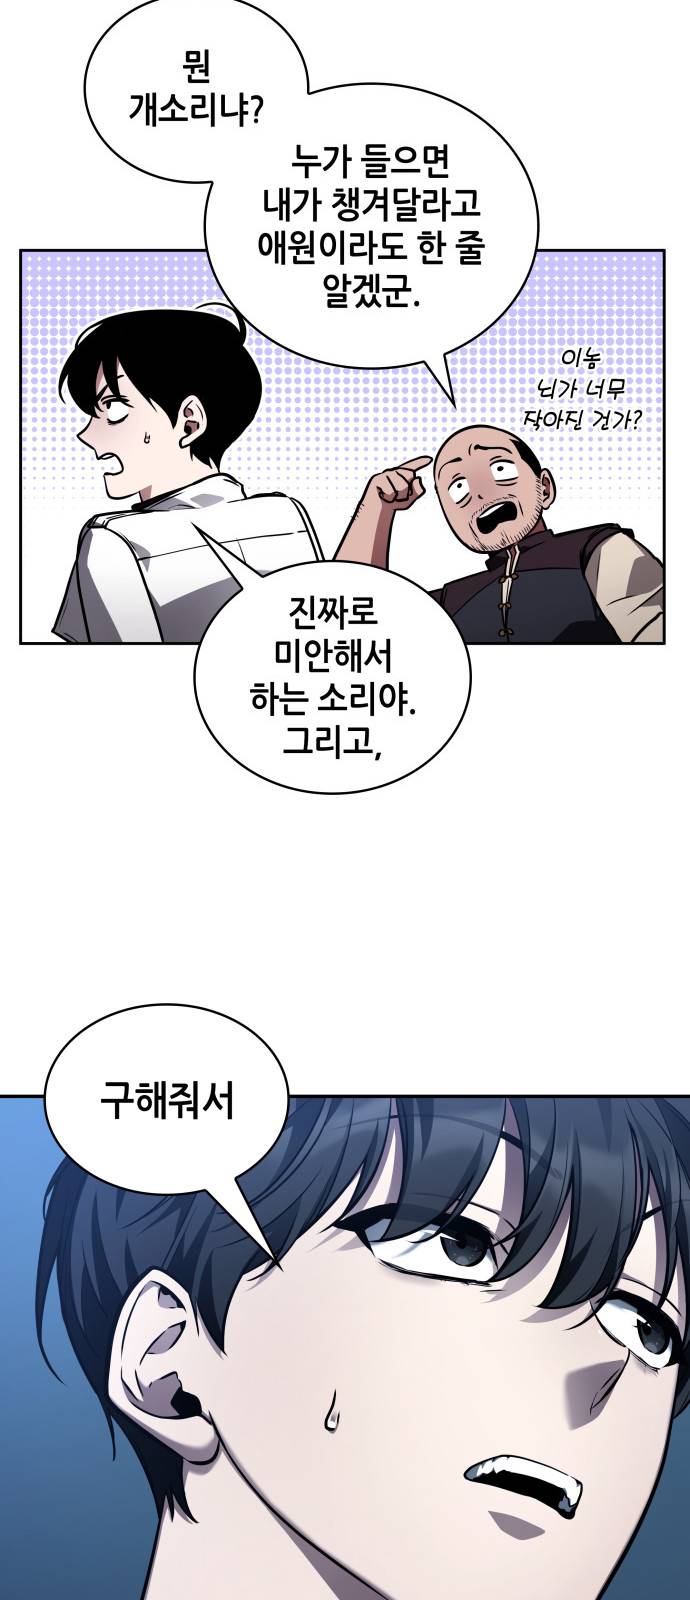 뭔
개소리냐?
누가 들으면
내가 챙겨달라고
애원이라도 한 줄
알겠군.
이놈
뇌가 너무
작아진 건가?
진짜로
미안해서
하는 소리야.
그리고,
구해줘서